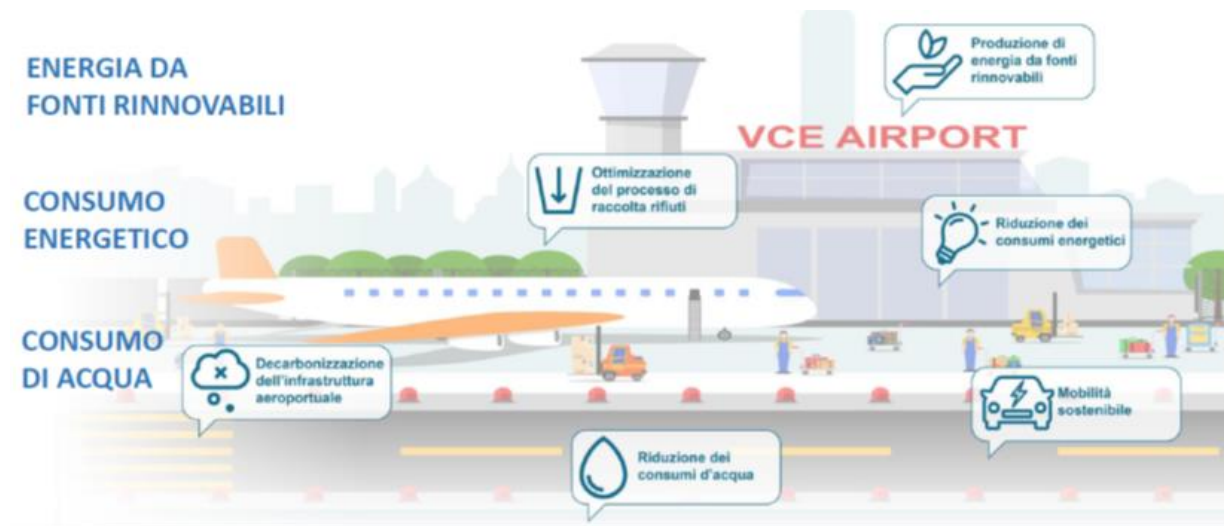 ENERGIA DA
FONTI RINNOVABILI
Produzione di
energia da fonti
rinnovabili
VCE AIRPORT
Ottimizzazione
del processo di
raccolta rifiuti
CONSUMO
ENERGETICO
Riduzione dei
consumi energetici
CONSUMO
DI ACQUA
Decarbonizzazione
dell'infrastruttura
aeroportuale
Mobilità
sostenibile
Riduzione dei
consumi d'acqua